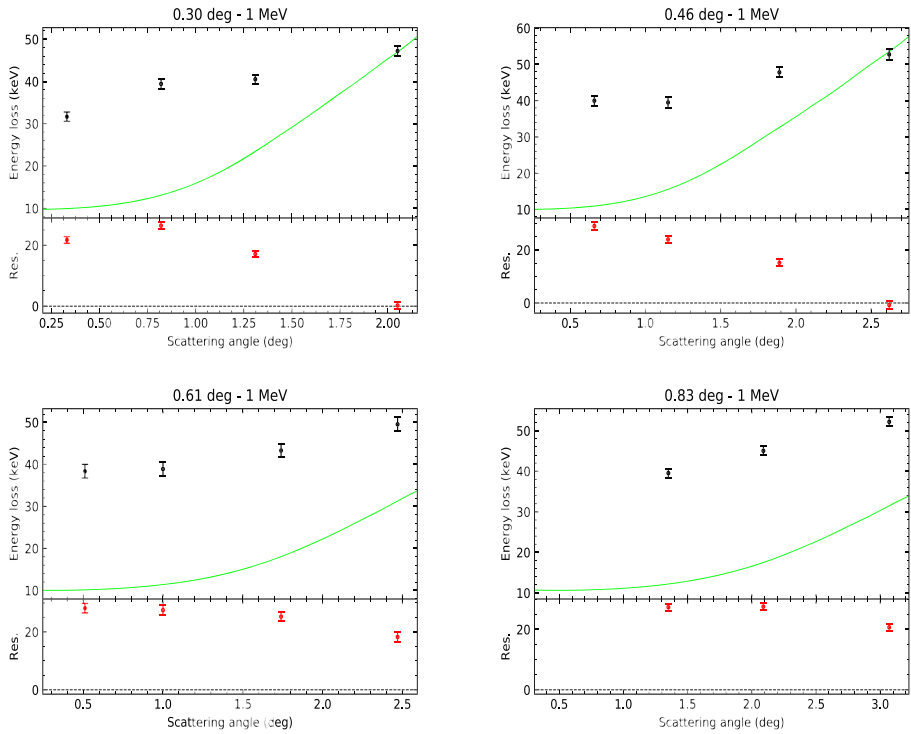 0.30 deg - 1 MeV
Energy loss (keV)
50
40
30
20
10
Res.
20
0
0.25 0.50 0.75 1.00 1.25 1.50 1.75 2.00
Scattering angle (deg)
0.46 deg - 1 MeV
Energy loss (keV)
60
50
40
30
20
10
Res.
20
0
0.5 1.0 1.5 2.0 2.5
Scattering angle (deg)
0.61 deg - 1 MeV
Energy loss (keV)
50
40
30
20
10
Res.
20
0
0.5 1.0 1.5 2.0 2.5
Scattering angle (deg)
0.83 deg - 1 MeV
Energy loss (keV)
50
40
30
20
10
Res.
20
0
0.5 1.0 1.5 2.0 2.5 3.0
Scattering angle (deg)